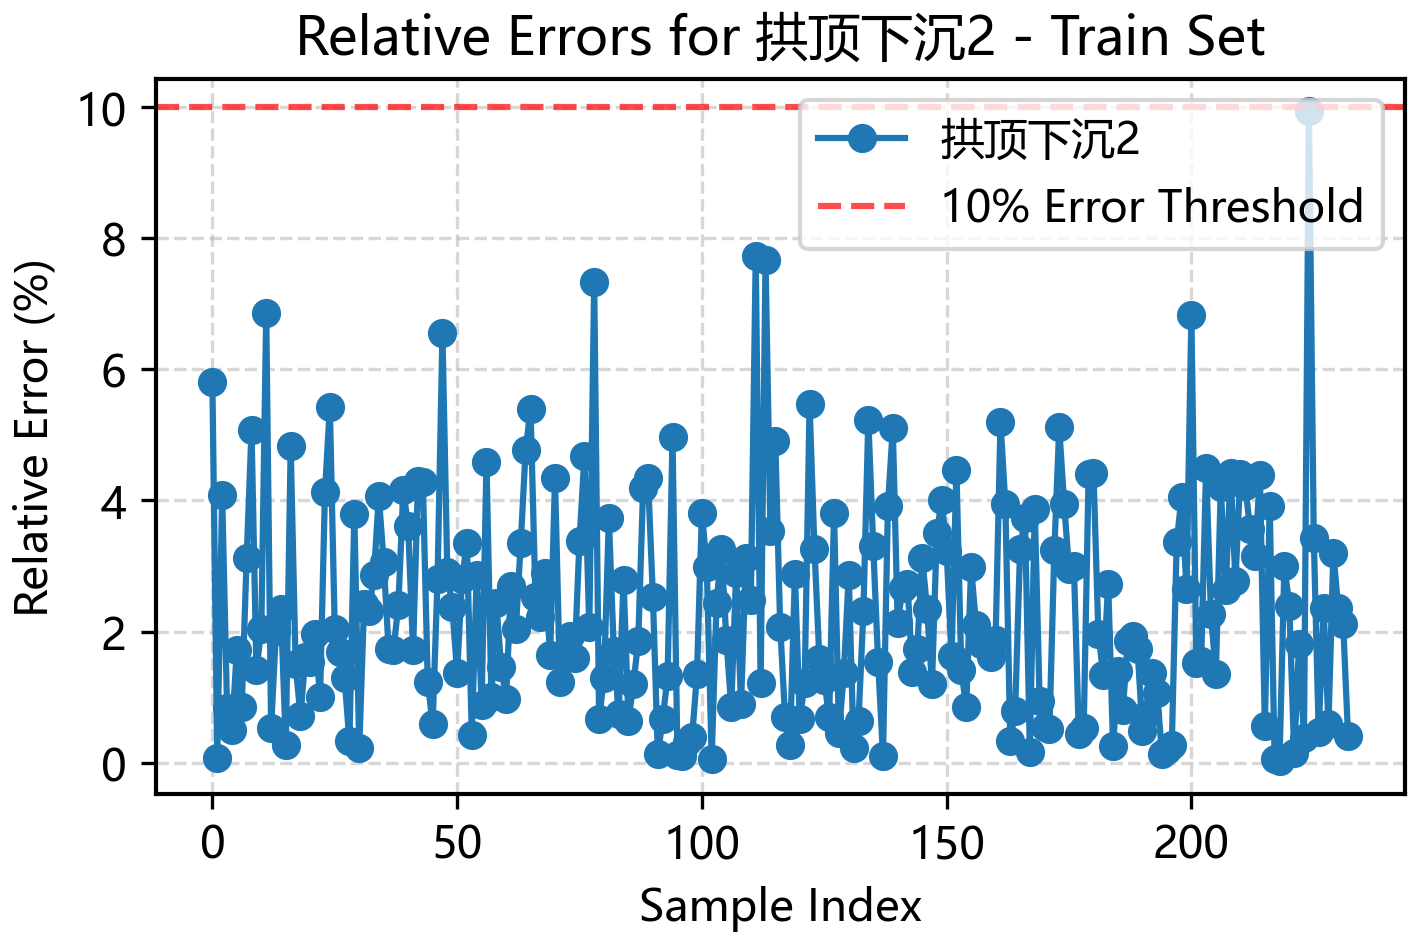 Relative Errors for 拱顶下沉2 - Train Set
10
8
6
4
2
0
Relative Error (%)
拱顶下沉2
10% Error Threshold
0
50
100
150
200
Sample Index